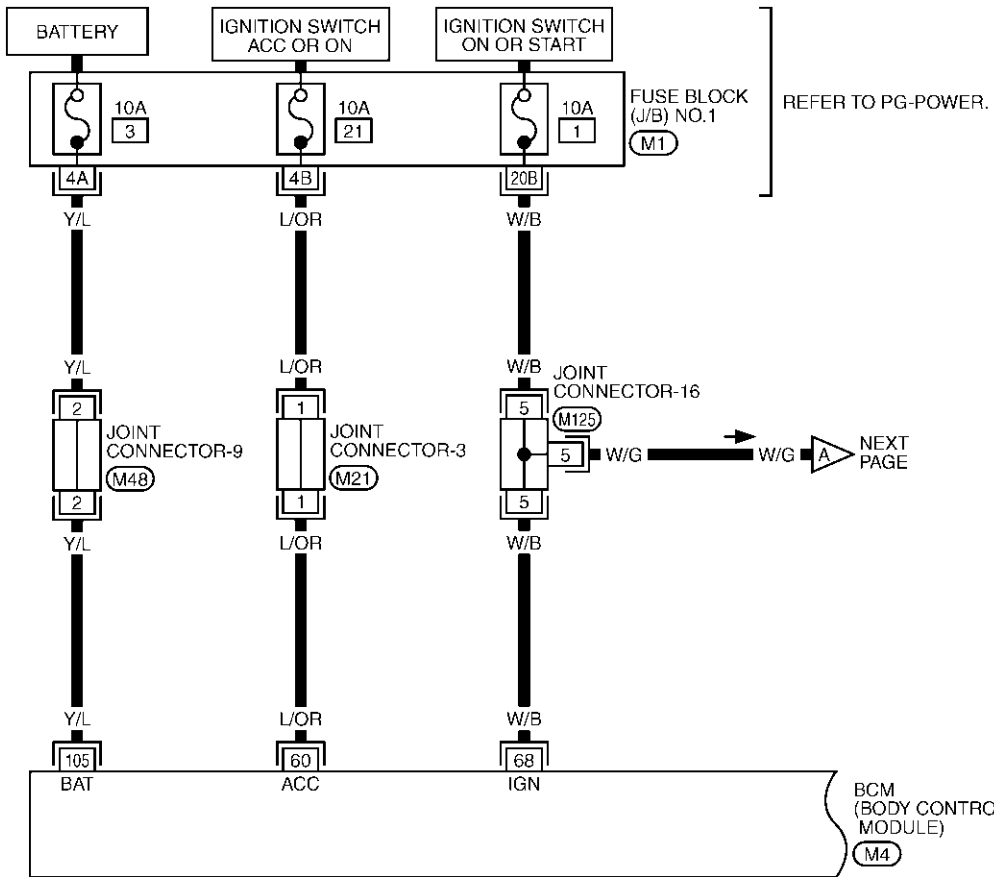 BATTERY
IGNITION SWITCH
ACC OR ON
IGNITION SWITCH
ON OR START
10A
3
10A
21
10A
1
FUSE BLOCK
(J/B) NO.1
M1
REFER TO PG-POWER.
4A
4B
20B
Y/L
L/OR
W/B
Y/L
L/OR
W/B
2
JOINT
CONNECTOR-9
M48
2
1
JOINT
CONNECTOR-3
M21
1
5
JOINT
CONNECTOR-16
M125
5
5
W/G
W/G
A
NEXT
PAGE
Y/L
L/OR
W/B
Y/L
L/OR
W/B
105
60
68
BAT
ACC
IGN
BCM
(BODY CONTRO
MODULE)
M4